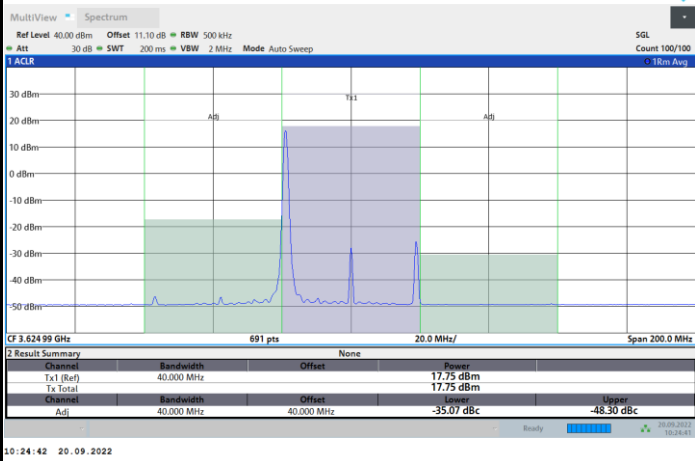 MultiView Spectrum
Ref Level 40.00 dBm Offset 11.10 dB RBW 500 kHz SGL
Att 30 dB SWT 200 ms VBW 2 MHz Mode Auto Sweep Count 100/100
1 ACLR 1Rm Avg
30 dBm
Tx1
20 dBm Adj Adj
10 dBm
0 dBm
-10 dBm
-20 dBm
-30 dBm
-40 dBm
-50 dBm
CF 3.624 99 GHz 691 pts 20.0 MHz/ Span 200.0 MHz
2 Result Summary None
Channel Bandwidth Offset Power
Tx1 (Ref) 40.000 MHz 17.75 dBm
Tx Total 17.75 dBm
Channel Bandwidth Offset Lower Upper
Adj 40.000 MHz 40.000 MHz -35.07 dBc -48.30 dBc
Ready 20.09.2022
10:24:41
10:24:42 20.09.2022